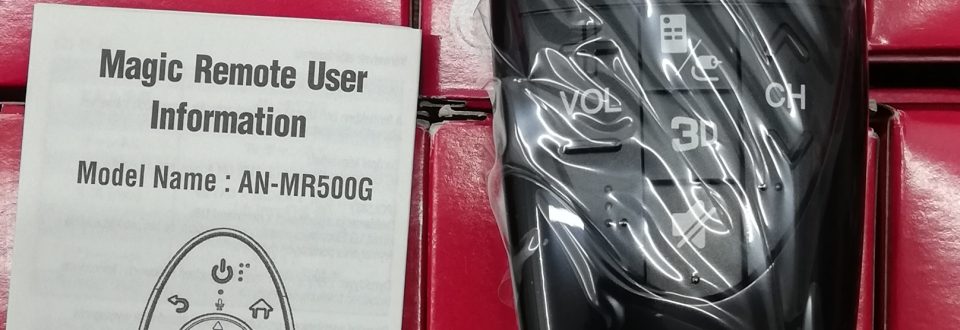 Magic Remote User
Information
Model Name : AN-MR500G
VOL
CH
3D